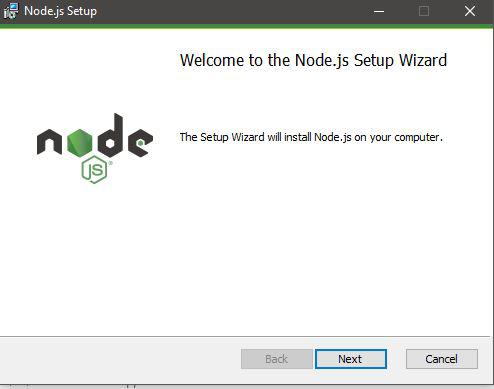 Node.js Setup
Welcome to the Node.js Setup Wizard
node
JS
®
The Setup Wizard will install Node.js on your computer.
Back
Next
Cancel